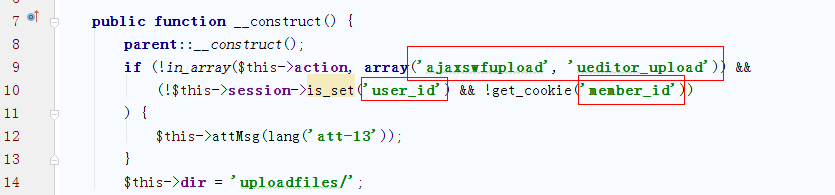 7 public function __construct() {
8 parent::__construct();
9 if (!in_array($this->action, array('ajaxswfupload', 'ueditor_upload')) &&
10 (!$this->session->is_set('user_id') && !get_cookie('member_id'))
11 ) {
12 $this->attMsg(lang('att-13'));
13 }
14 $this->dir = 'uploadfiles/';